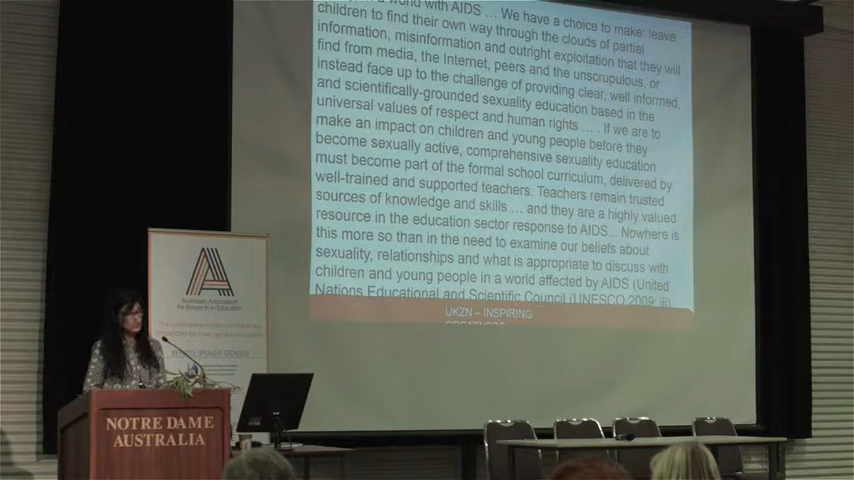 world with AIDS ... We have a choice to make: leave
children to find their own way through the clouds of partial
information, misinformation and outright exploitation that they will
find from media, the Internet, peers and the unscrupulous, or
instead face up to the challenge of providing clear, well informed,
and scientifically-grounded sexuality education based in the
universal values of respect and human rights ... . If we are to
make an impact on children and young people before they
become sexually active, comprehensive sexuality education
must become part of the formal school curriculum, delivered by
well-trained and supported teachers. Teachers remain trusted
sources of knowledge and skills ... and they are a highly valued
resource in the education sector response to AIDS... Nowhere is
this more so than in the need to examine our beliefs about
sexuality, relationships and what is appropriate to discuss with
children and young people in a world affected by AIDS (United
Nations Educational and Scientific Council (UNESCO 2009: iii)
UKZN – INSPIRING
GREATNESS
Australian Association
for Research in Education
KEYNOTE SPEAKER SPONSOR
NOTRE DAME
AUSTRALIA